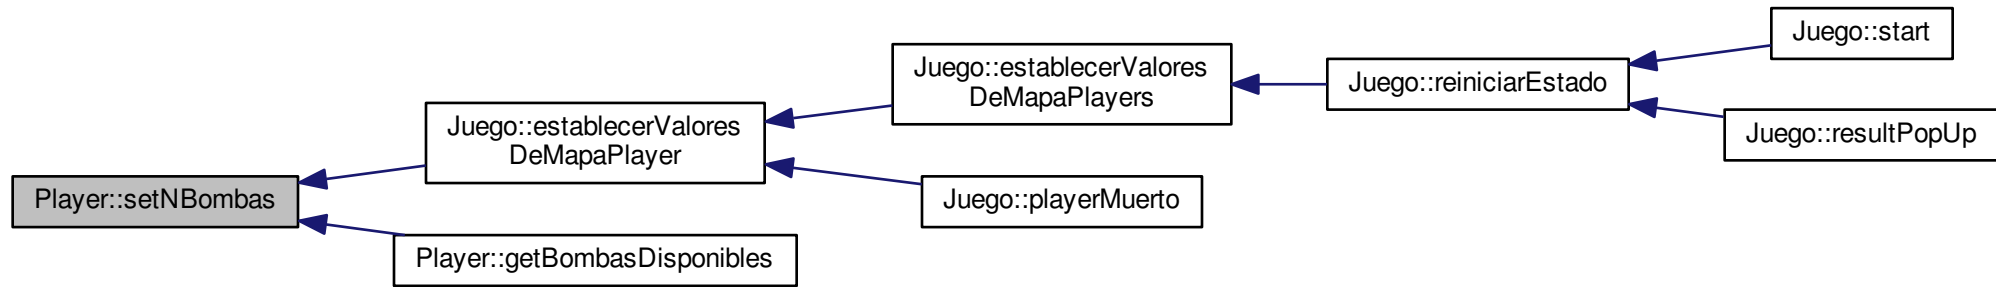 Player::setNBombas
Juego::establecerValores
DeMapaPlayer
Player::getBombasDisponibles
Juego::establecerValores
DeMapaPlayers
Juego::playerMuerto
Juego::reiniciarEstado
Juego::start
Juego::resultPopUp